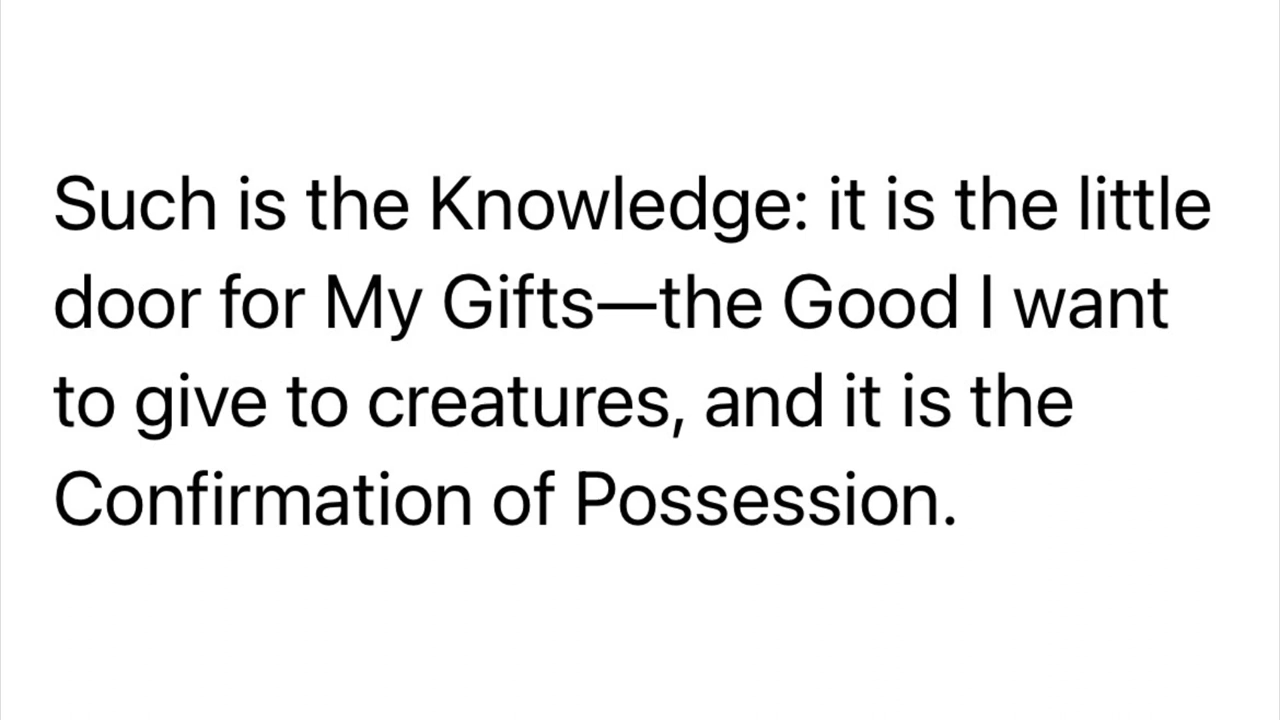 Such is the Knowledge: it is the little
door for My Gifts—the Good I want
to give to creatures, and it is the
Confirmation of Possession.